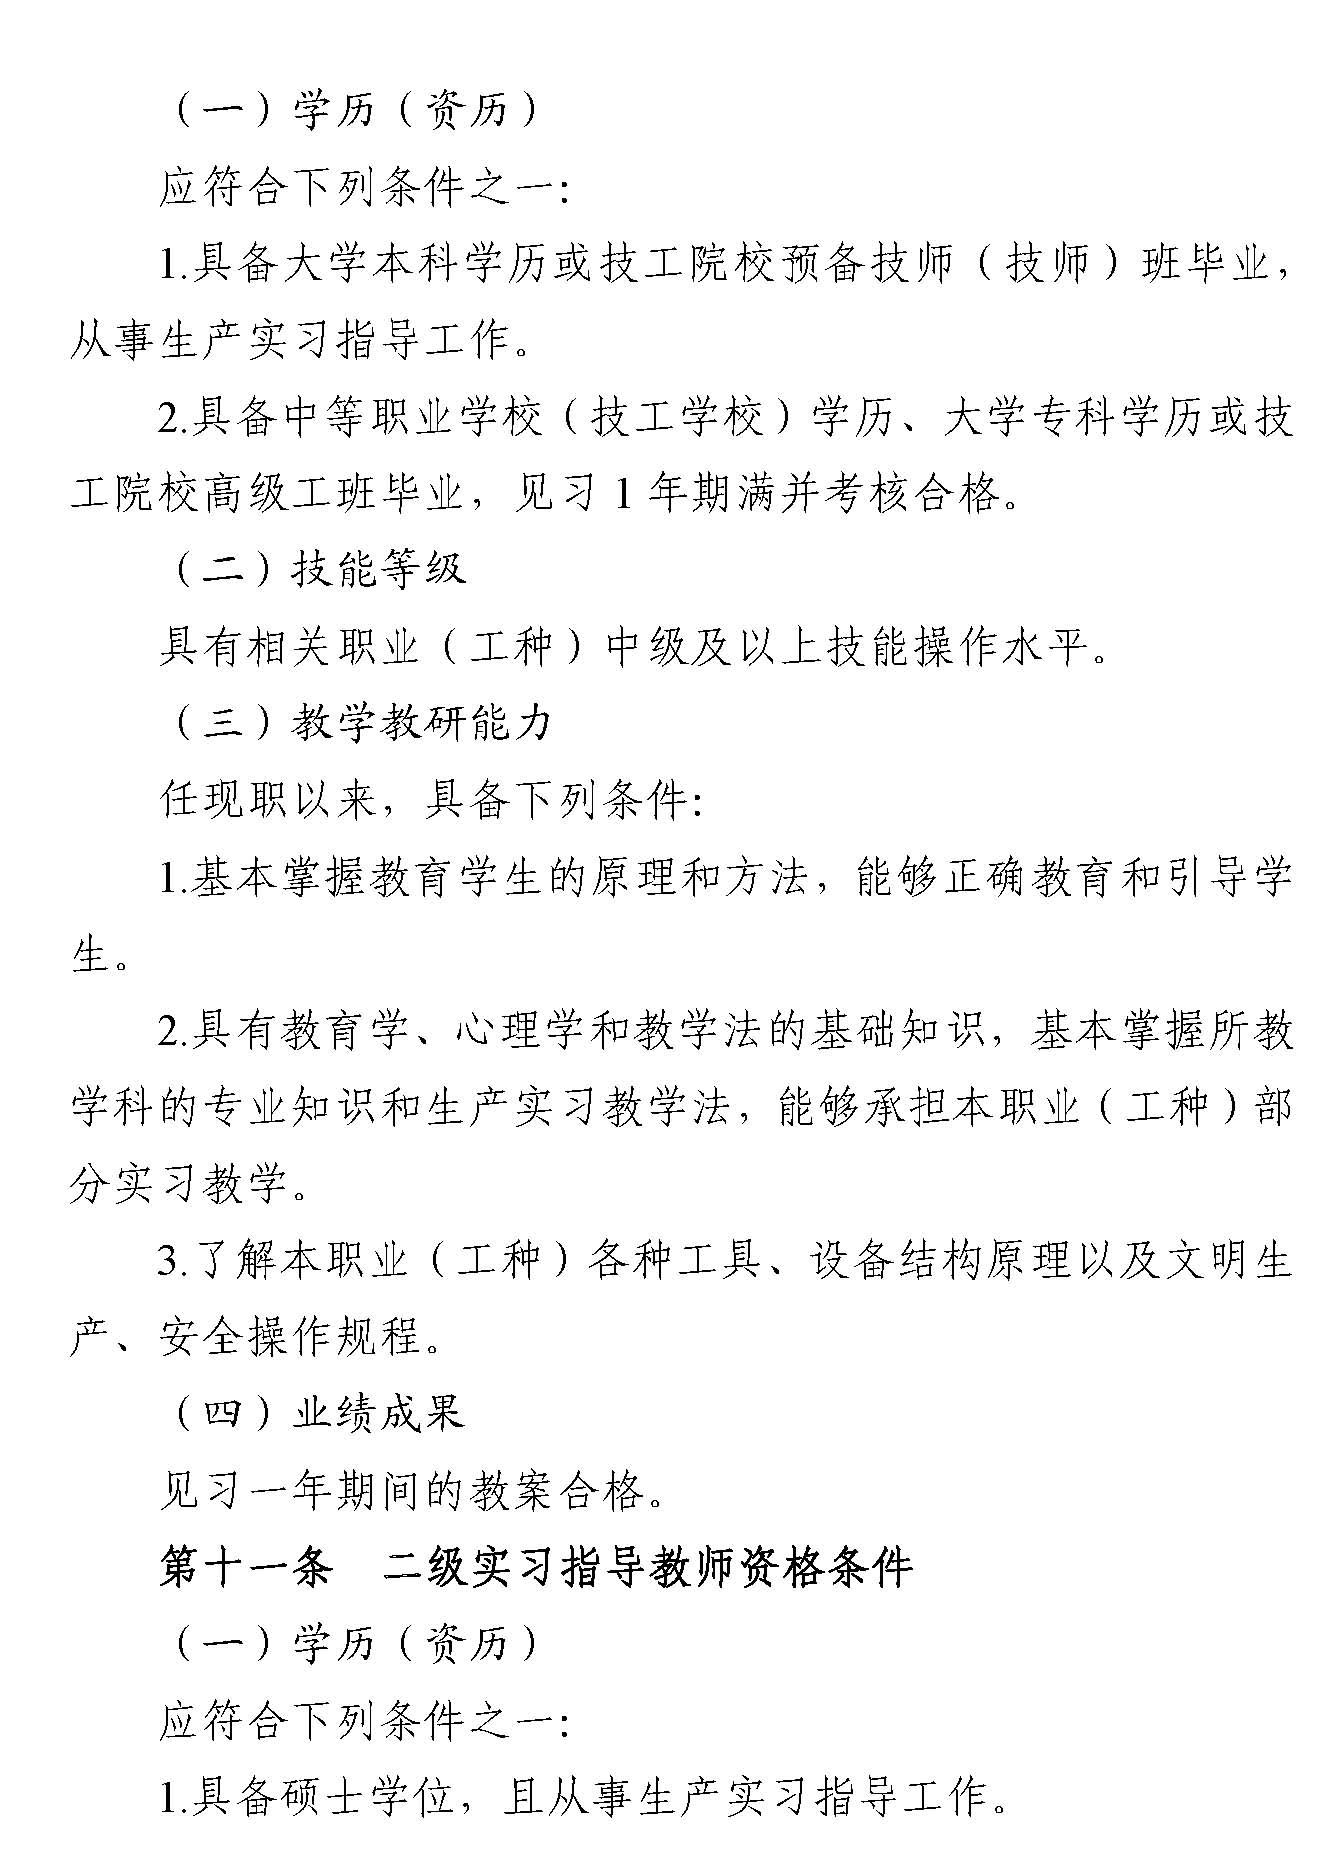 （一）学历（资历）
应符合下列条件之一：
1.具备大学本科学历或技工院校预备技师（技师）班毕业，
从事生产实习指导工作。
2.具备中等职业学校（技工学校）学历、大学专科学历或技
工院校高级工班毕业，见习 1 年期满并考核合格。
（二）技能等级
具有相关职业（工种）中级及以上技能操作水平。
（三）教学教研能力
任现职以来，具备下列条件：
1.基本掌握教育学生的原理和方法，能够正确教育和引导学
生。
2.具有教育学、心理学和教学法的基础知识，基本掌握所教
学科的专业知识和生产实习教学法，能够承担本职业（工种）部
分实习教学。
3.了解本职业（工种）各种工具、设备结构原理以及文明生
产、安全操作规程。
（四）业绩成果
见习一年期间的教案合格。
第十一条　二级实习指导教师资格条件
（一）学历（资历）
应符合下列条件之一：
1.具备硕士学位，且从事生产实习指导工作。